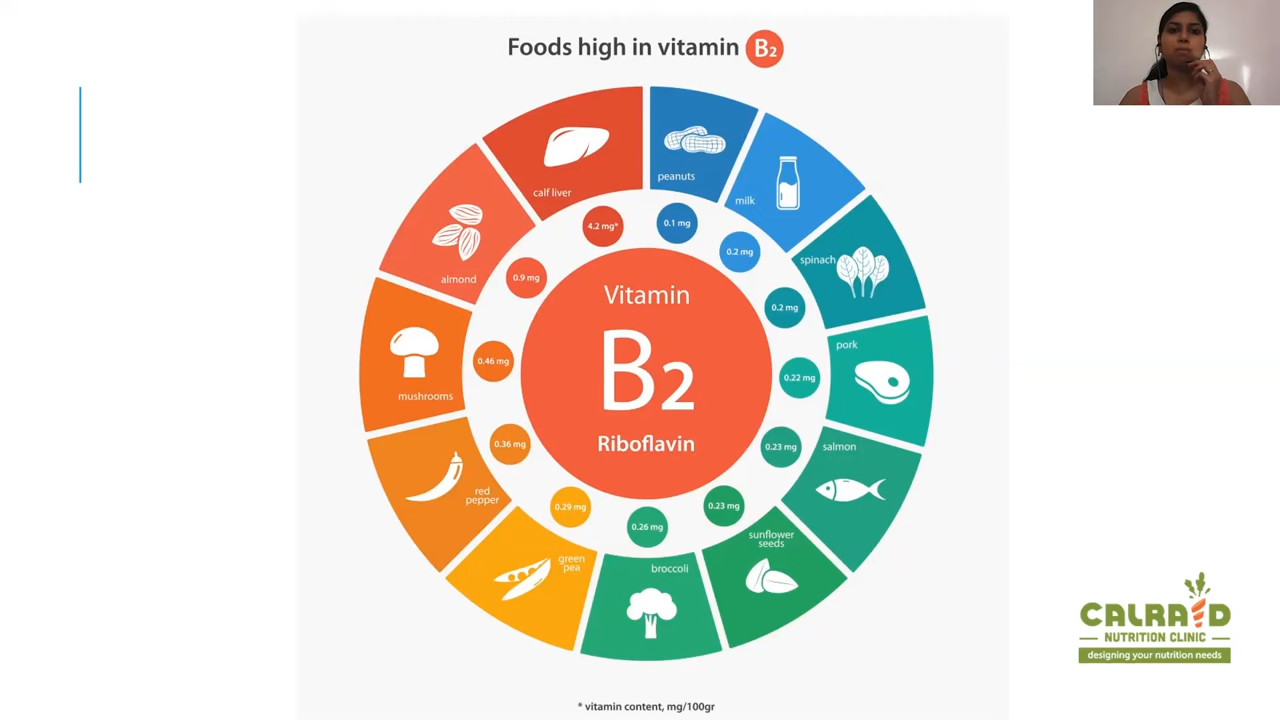 Foods high in vitamin B2
calf liver
4.2 mg*
peanuts
0.1 mg
milk
0.2 mg
spinach
0.2 mg
pork
0.22 mg
salmon
0.23 mg
sunflower
seeds
0.23 mg
broccoli
0.26 mg
green
pea
0.29 mg
red
pepper
0.36 mg
mushrooms
0.46 mg
almond
0.9 mg
Vitamin
B2
Riboflavin
* vitamin content, mg/100gr
CALRAID
NUTRITION CLINIC
designing your nutrition needs